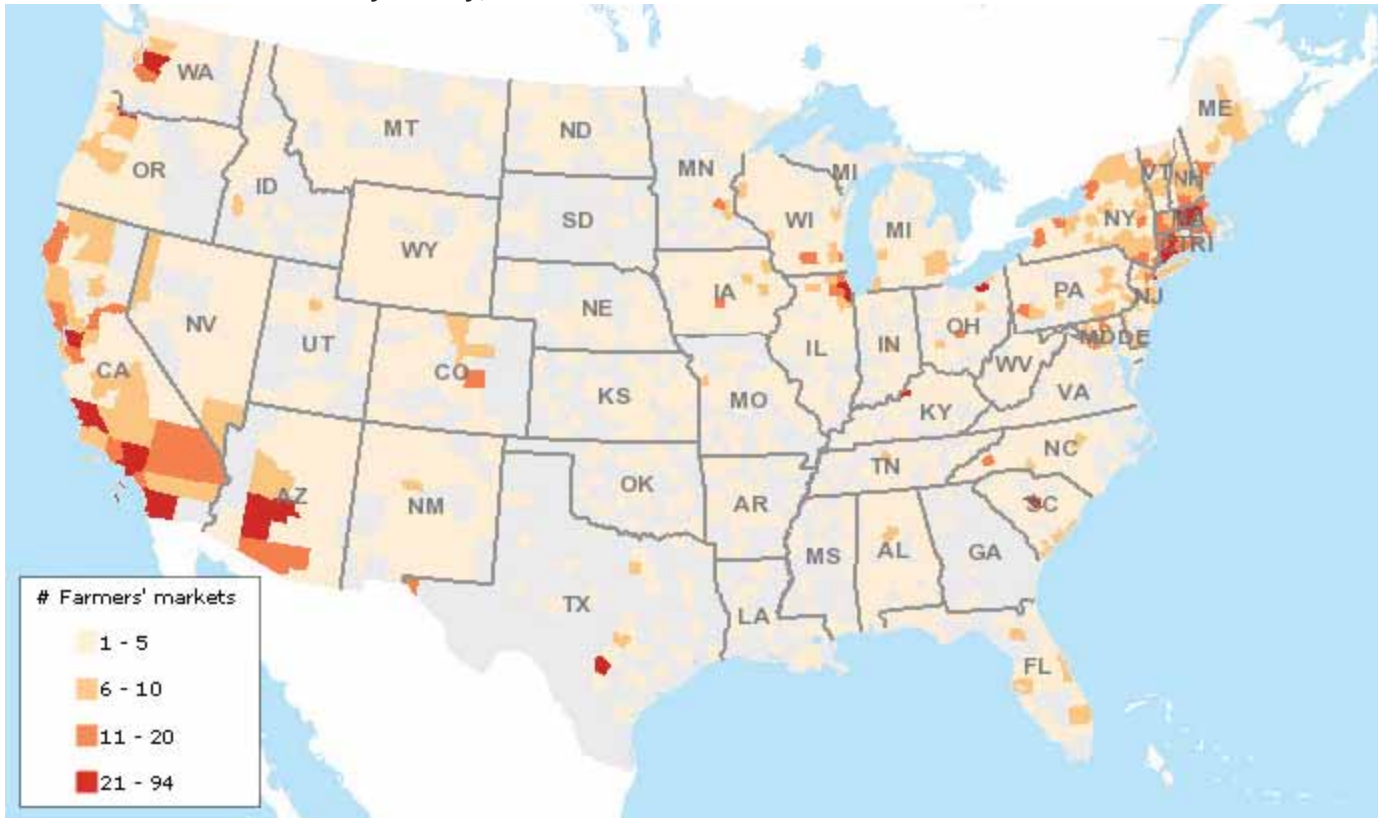 WA
ME
MT
ND
MN
MI
VT
NH
OR
ID
SD
WI
MI
NY
MA
WY
CT
RI
IA
PA
NJ
NE
OH
NV
UT
IL
IN
MD
DE
CA
CO
WV
KS
MO
KY
VA
NC
TN
OK
AZ
NM
AR
SC
MS
AL
GA
TX
LA
FL
# Farmers' markets
1 - 5
6 - 10
11 - 20
21 - 94